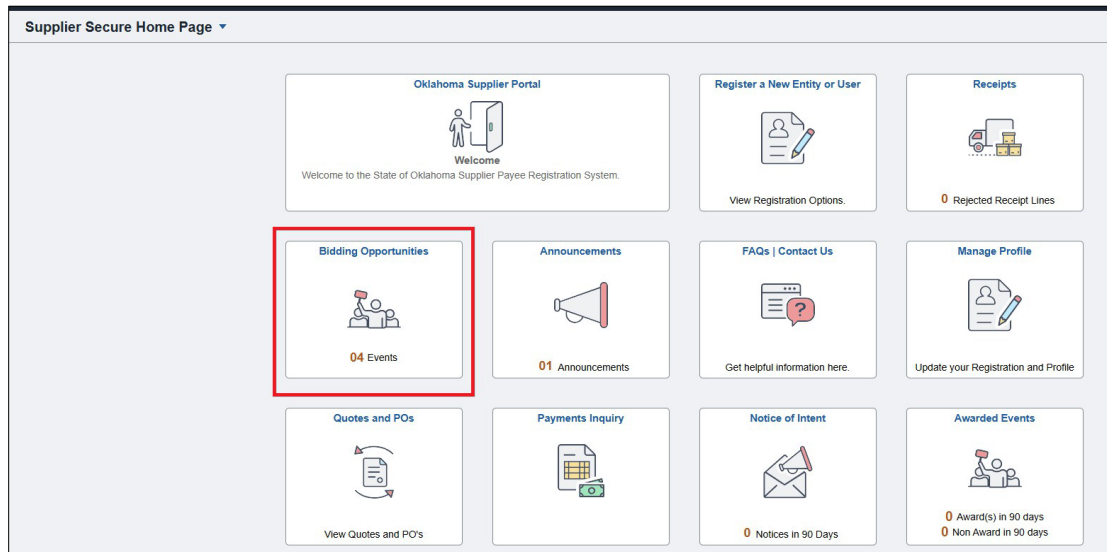 Supplier Secure Home Page
Oklahoma Supplier Portal
Welcome
Welcome to the State of Oklahoma Supplier Payee Registration System.
Register a New Entity or User
View Registration Options.
Receipts
0 Rejected Receipt Lines
Bidding Opportunities
04 Events
Announcements
01 Announcements
FAQs | Contact Us
?
Get helpful information here.
Manage Profile
Update your Registration and Profile
Quotes and POs
View Quotes and PO's
Payments Inquiry
Notice of Intent
0 Notices in 90 Days
Awarded Events
0 Award(s) in 90 days
0 Non Award in 90 days